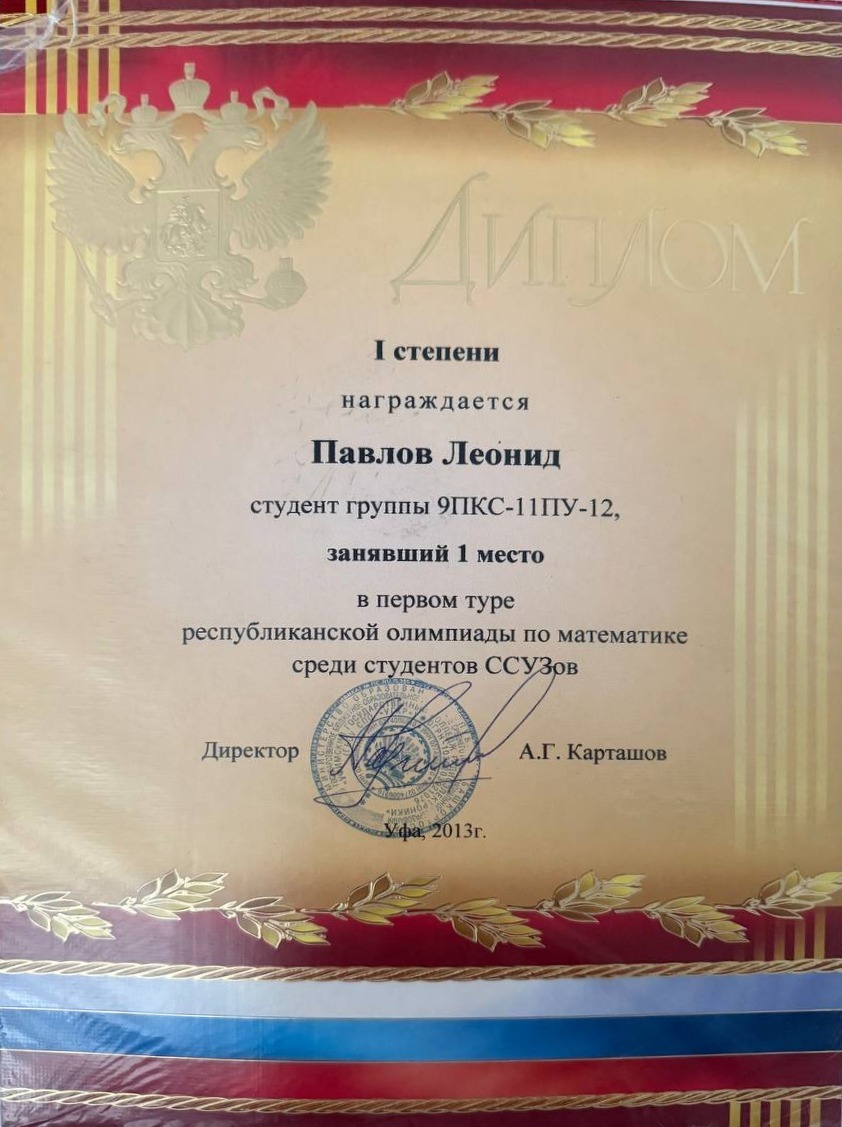 Диплом
I степени
награждается
Павлов Леонид
студент группы 9ПКС-11ПУ-12,
занявший 1 место
в первом туре
республиканской олимпиады по математике
среди студентов ССУЗов
Директор А.Г. Карташов
Уфа, 2013г.